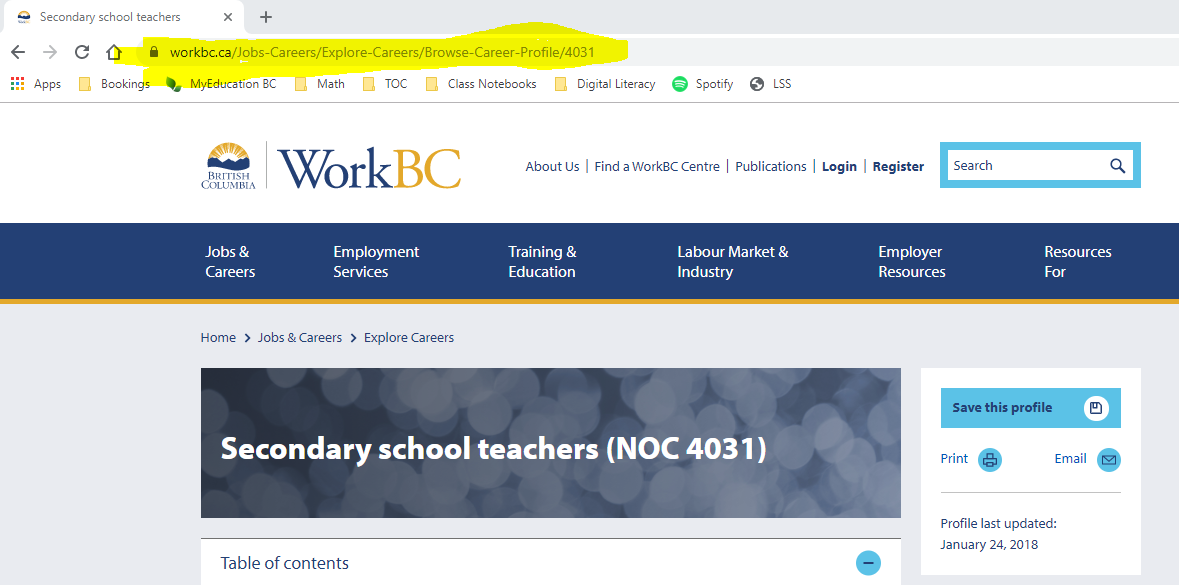 Secondary school teachers
workbc.ca/Jobs-Careers/Explore-Careers/Browse-Career-Profile/4031
Apps Bookings MyEducation BC Math TOC Class Notebooks Digital Literacy Spotify LSS
BRITISH
COLUMBIA
WorkBC
About Us | Find a WorkBC Centre | Publications | Login | Register
Search
Jobs &
Careers
Employment
Services
Training &
Education
Labour Market &
Industry
Employer
Resources
Resources
For
Home > Jobs & Careers > Explore Careers
Secondary school teachers (NOC 4031)
Save this profile
Print Email
Profile last updated:
January 24, 2018
Table of contents